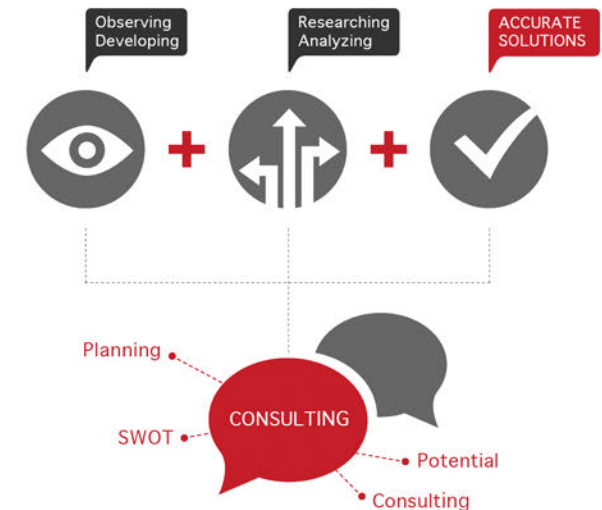 Observing
Developing
Researching
Analyzing
ACCURATE
SOLUTIONS
Planning
CONSULTING
SWOT
Potential
Consulting